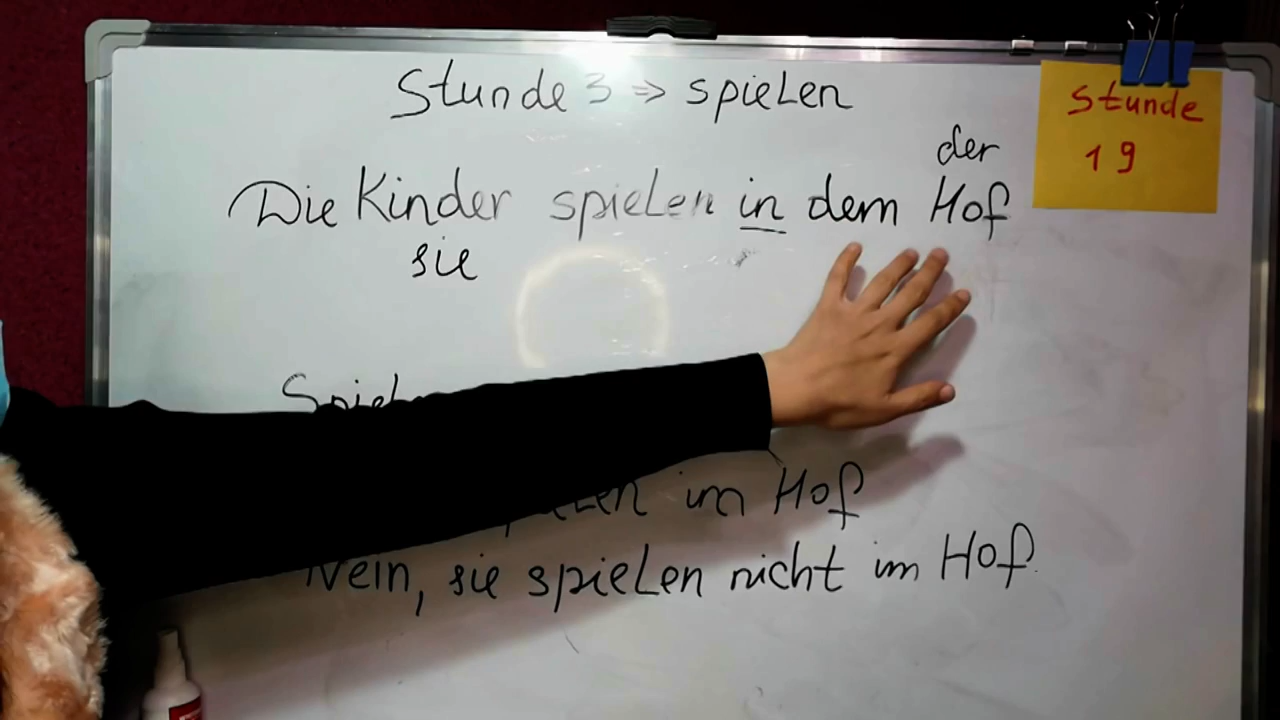 Stunde 3 => spielen
der
Die Kinder spielen in dem Hof
sie
im Hof
Nein, sie spielen nicht im Hof.
Stunde
19